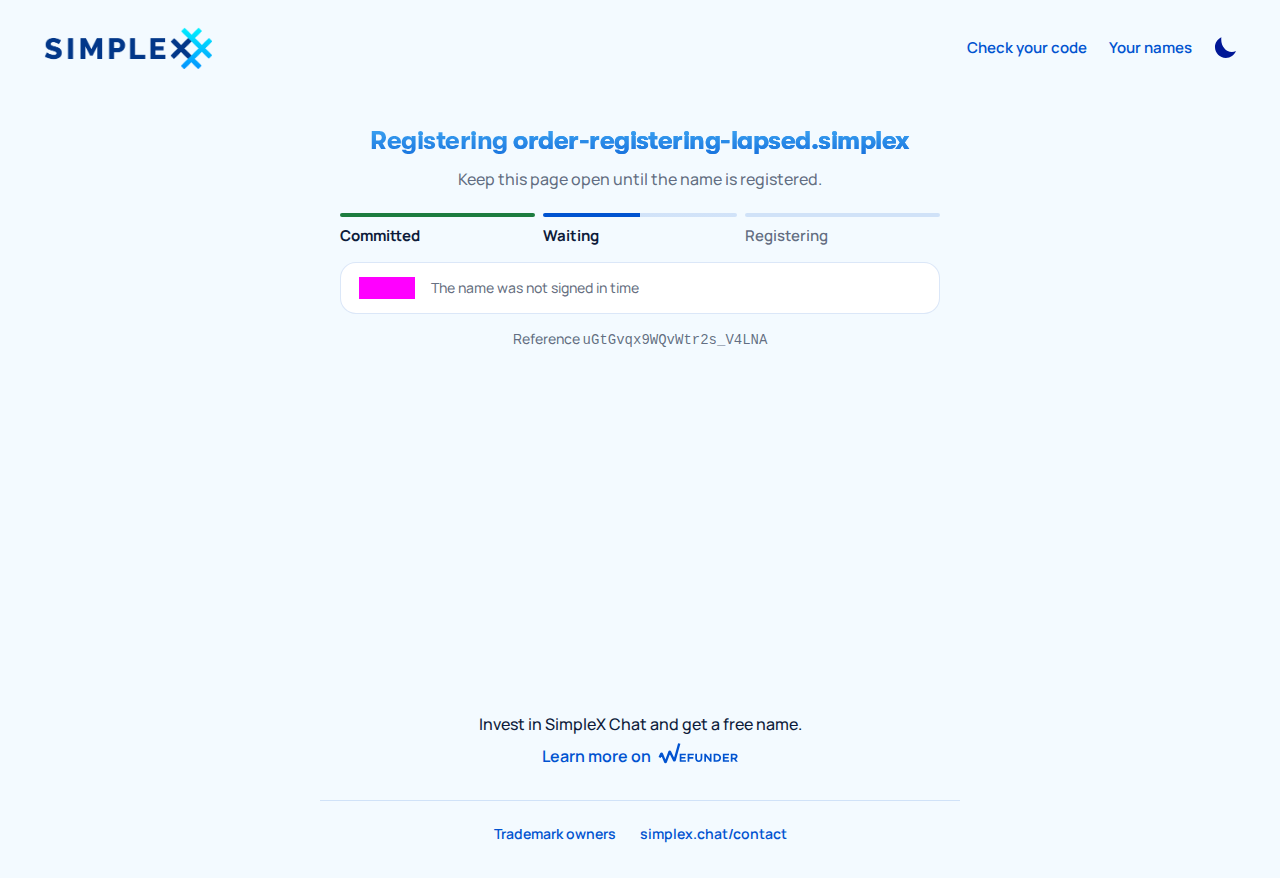 SIMPLEX
Check your code
Your names
Registering order-registering-lapsed.simplex
Keep this page open until the name is registered.
Committed
Waiting
Registering
The name was not signed in time
Reference uGtGvqx9WQvWtr2s_V4LNA
Invest in SimpleX Chat and get a free name.
Learn more on WEFUNDER
Trademark owners
simplex.chat/contact